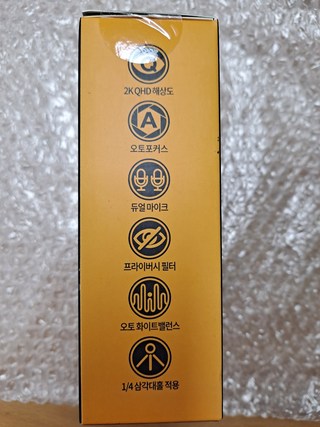 Q
2K QHD 해상도
A
오토포커스
듀얼 마이크
프라이버시 필터
오토 화이트밸런스
1/4 삼각대홀 적용